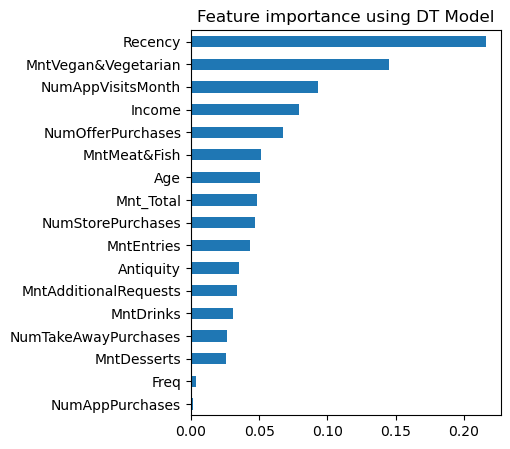 Feature importance using DT Model
Recency
MntVegan&Vegetarian
NumAppVisitsMonth
Income
NumOfferPurchases
MntMeat&Fish
Age
Mnt_Total
NumStorePurchases
MntEntries
Antiquity
MntAdditionalRequests
MntDrinks
NumTakeAwayPurchases
MntDesserts
Freq
NumAppPurchases
0.00 0.05 0.10 0.15 0.20